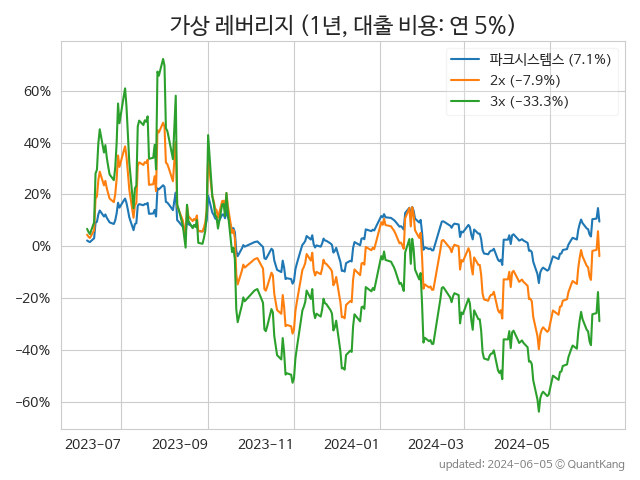 가상 레버리지 (1년, 대출 비용: 연 5%)
파크시스템스 (7.1%)
2x (−7.9%)
3x (−33.3%)
60%
40%
20%
0%
−20%
−40%
−60%
2023-07
2023-09
2023-11
2024-01
2024-03
2024-05
updated: 2024-06-05 © QuantKang